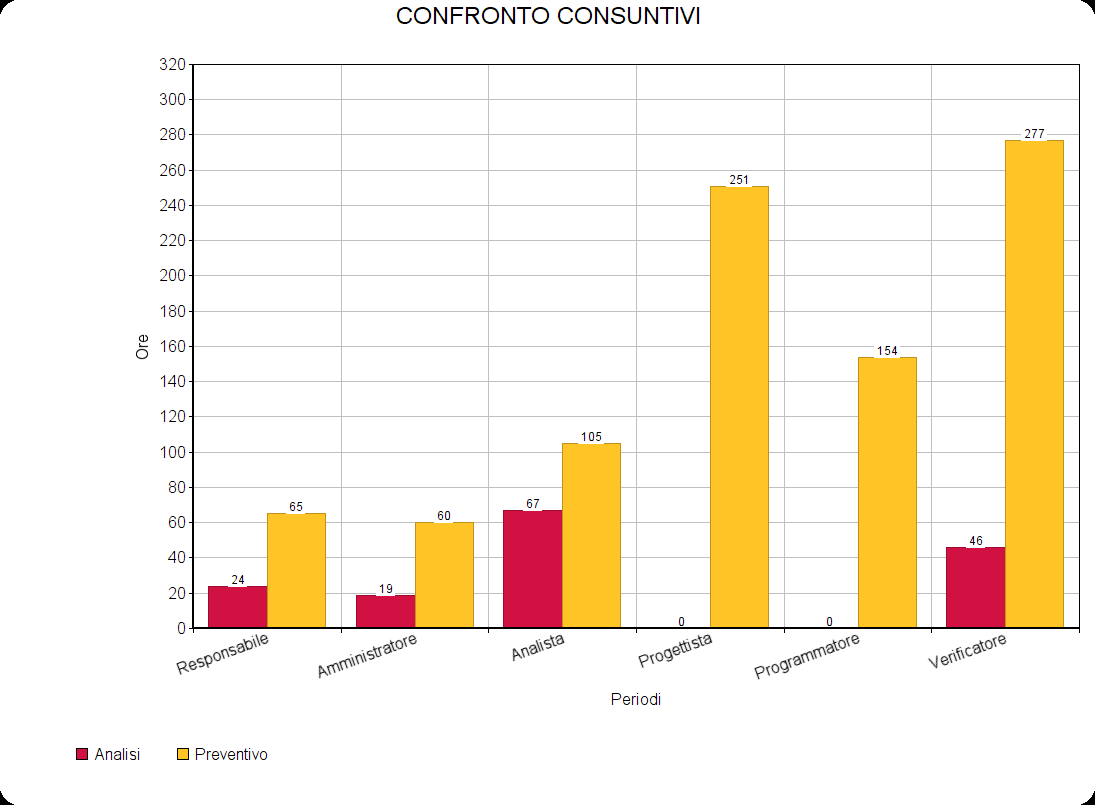 CONFRONTO CONSUNTIVI
320
300
280
260
240
220
200
180
160
140
120
100
80
60
40
20
0
Ore
24
65
19
60
67
105
0
251
0
154
46
277
Responsabile
Amministratore
Analista
Progettista
Programmatore
Verificatore
Periodi
Analisi
Preventivo